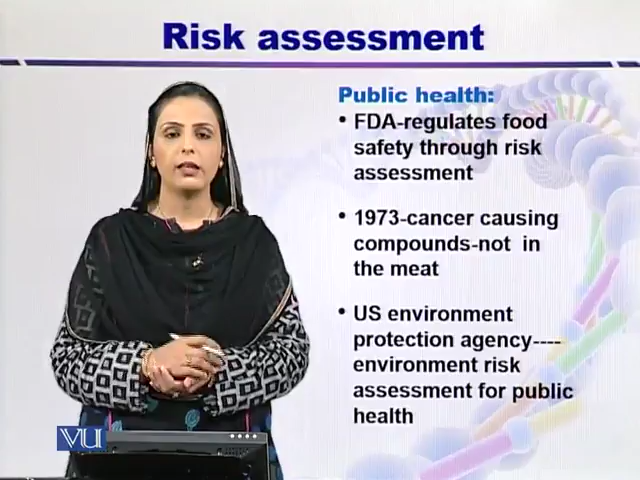 Risk assessment
Public health:
• FDA-regulates food
safety through risk
assessment
• 1973-cancer causing
compounds-not in
the meat
• US environment
protection agency----
environment risk
assessment for public
health
VU